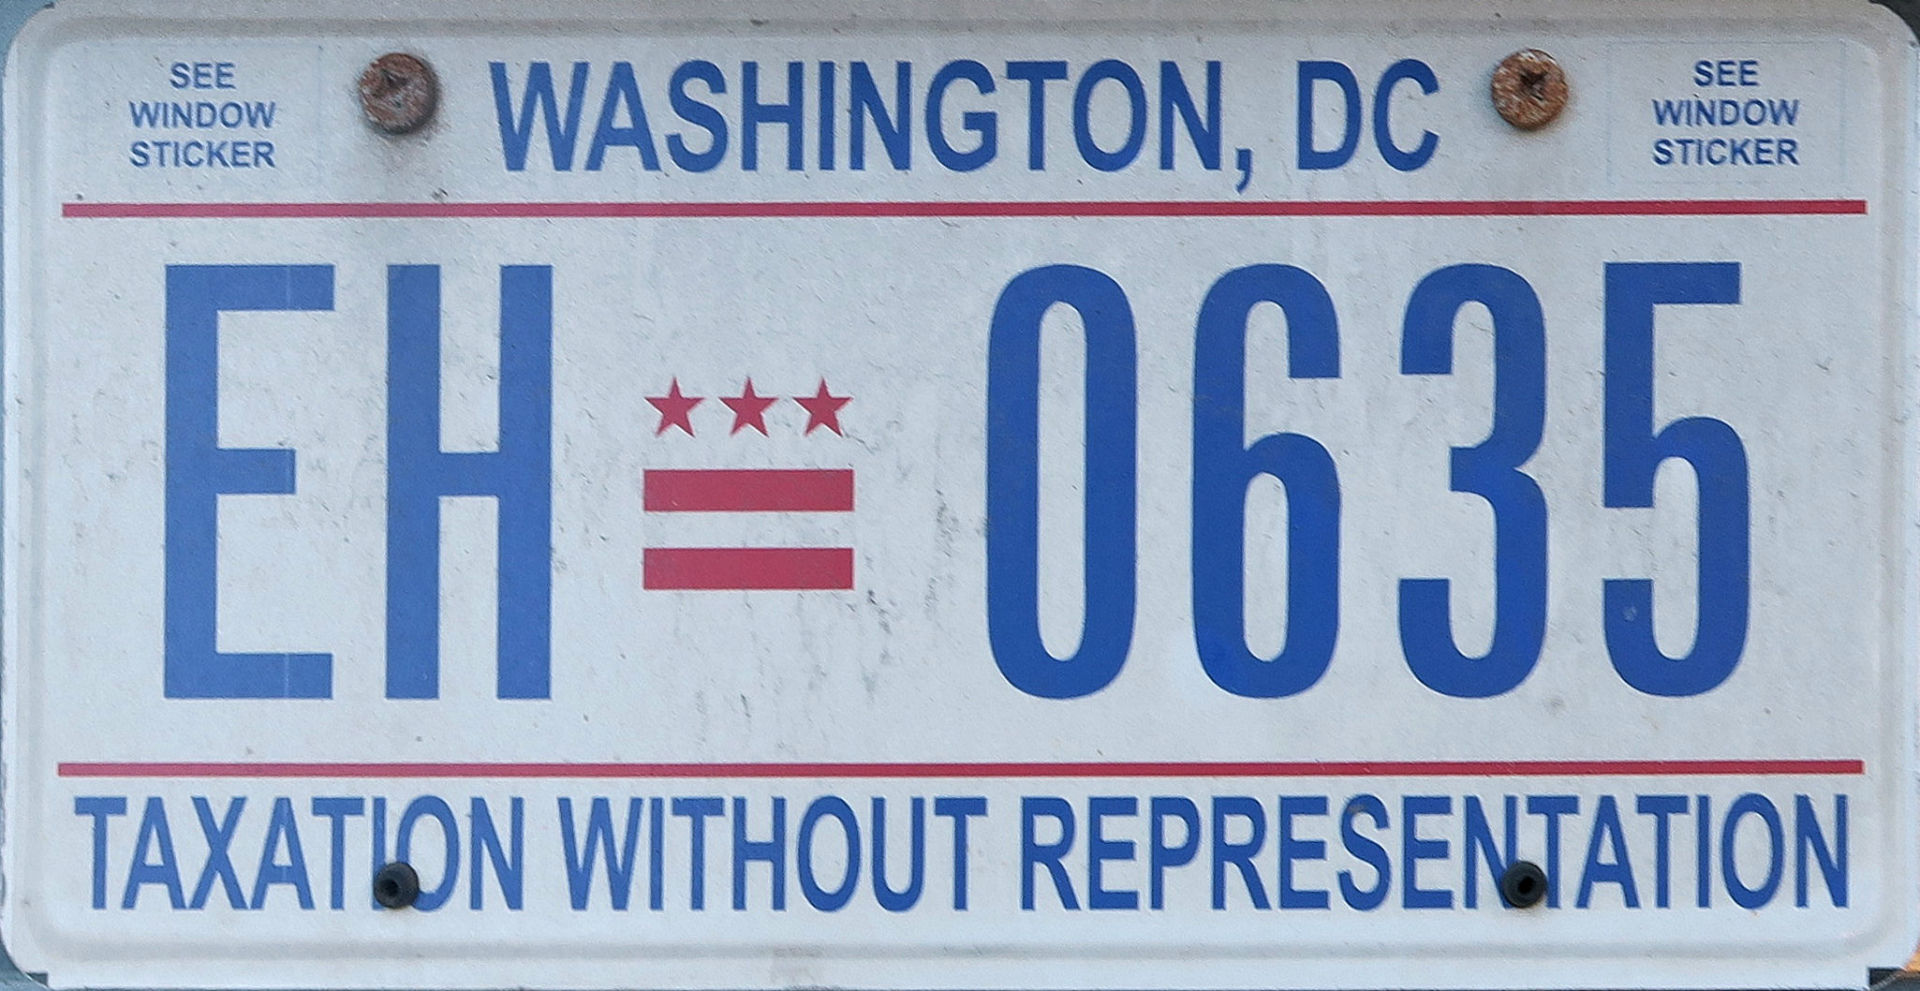 SEE
WINDOW
STICKER
WASHINGTON, DC
SEE
WINDOW
STICKER
EH 0635
TAXATION WITHOUT REPRESENTATION